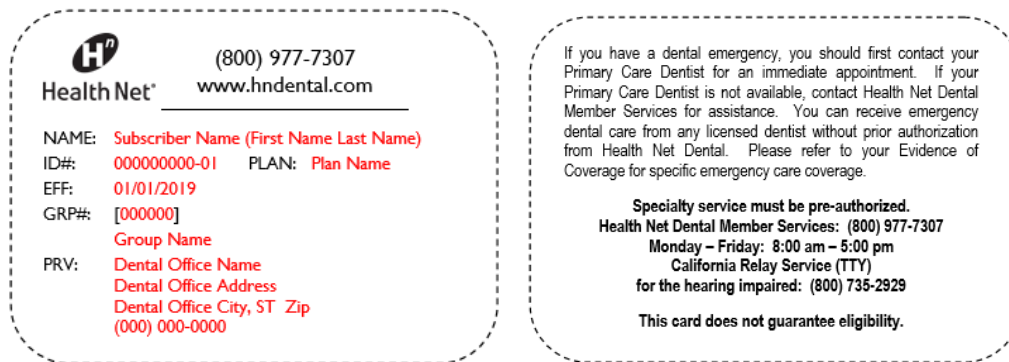 Hn
Health Net®
(800) 977-7307
www.hndental.com
NAME: Subscriber Name (First Name Last Name)
ID#: 000000000-01 PLAN: Plan Name
EFF: 01/01/2019
GRP#: [000000]
Group Name
PRV: Dental Office Name
Dental Office Address
Dental Office City, ST Zip
(000) 000-0000
If you have a dental emergency, you should first contact your
Primary Care Dentist for an immediate appointment. If your
Primary Care Dentist is not available, contact Health Net Dental
Member Services for assistance. You can receive emergency
dental care from any licensed dentist without prior authorization
from Health Net Dental. Please refer to your Evidence of
Coverage for specific emergency care coverage.
Specialty service must be pre-authorized.
Health Net Dental Member Services: (800) 977-7307
Monday – Friday: 8:00 am – 5:00 pm
California Relay Service (TTY)
for the hearing impaired: (800) 735-2929
This card does not guarantee eligibility.